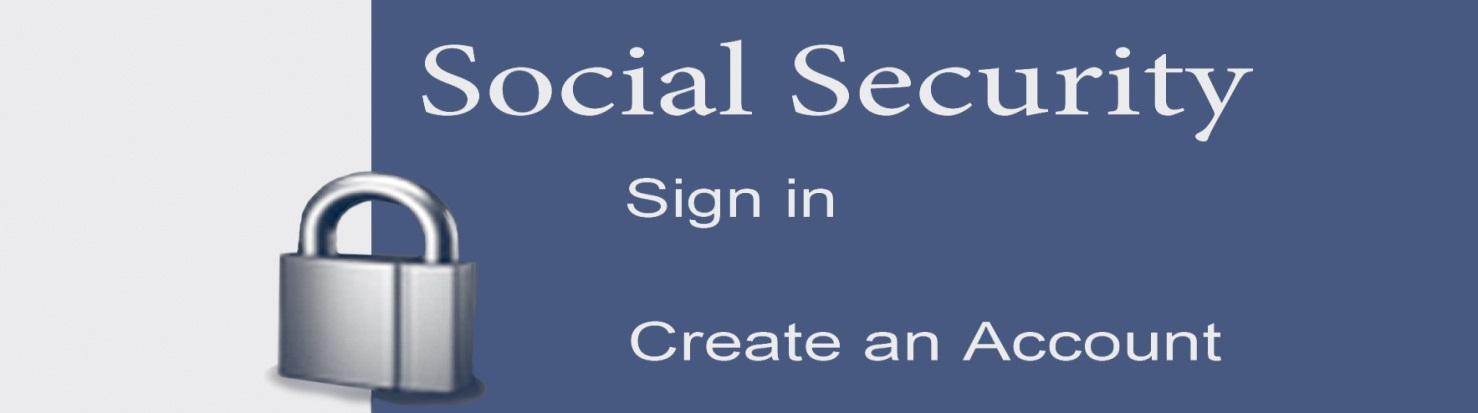 Social Security
Sign in
Create an Account